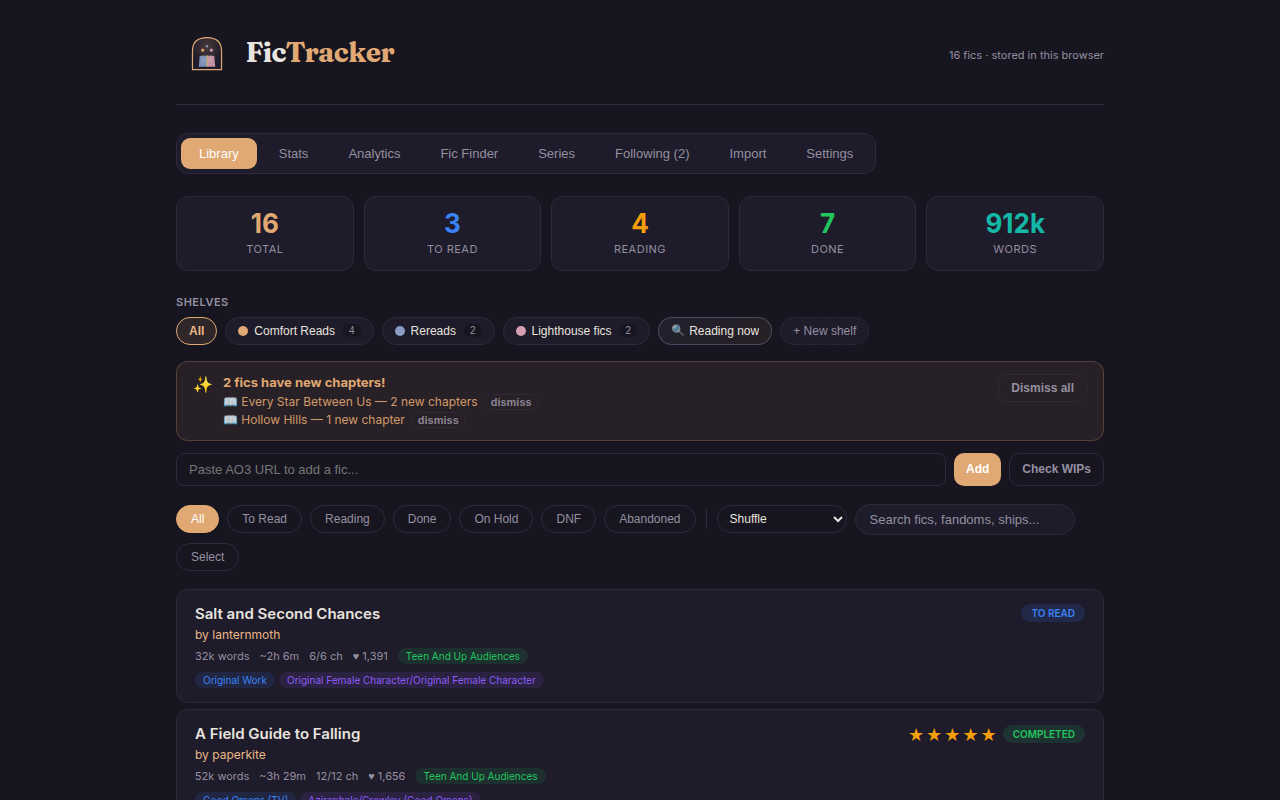 FicTracker
16 fics · stored in this browser
Library Stats Analytics Fic Finder Series Following (2) Import Settings
16 3 4 7 912k
TOTAL TO READ READING DONE WORDS
SHELVES
All Comfort Reads 4 Rereads 2 Lighthouse fics 2 Reading now + New shelf
2 fics have new chapters! Dismiss all
Every Star Between Us — 2 new chapters dismiss
Hollow Hills — 1 new chapter dismiss
Paste AO3 URL to add a fic... Add Check WIPs
All To Read Reading Done On Hold DNF Abandoned Shuffle Search fics, fandoms, ships...
Select
Salt and Second Chances TO READ
by lanternmoth
32k words ~2h 6m 6/6 ch ♥ 1,391 Teen And Up Audiences
Original Work Original Female Character/Original Female Character
A Field Guide to Falling ★★★★★ COMPLETED
by paperkite
52k words ~3h 29m 12/12 ch ♥ 1,656 Teen And Up Audiences
Good Omens (TV) Aziraphale/Crowley (Good Omens)